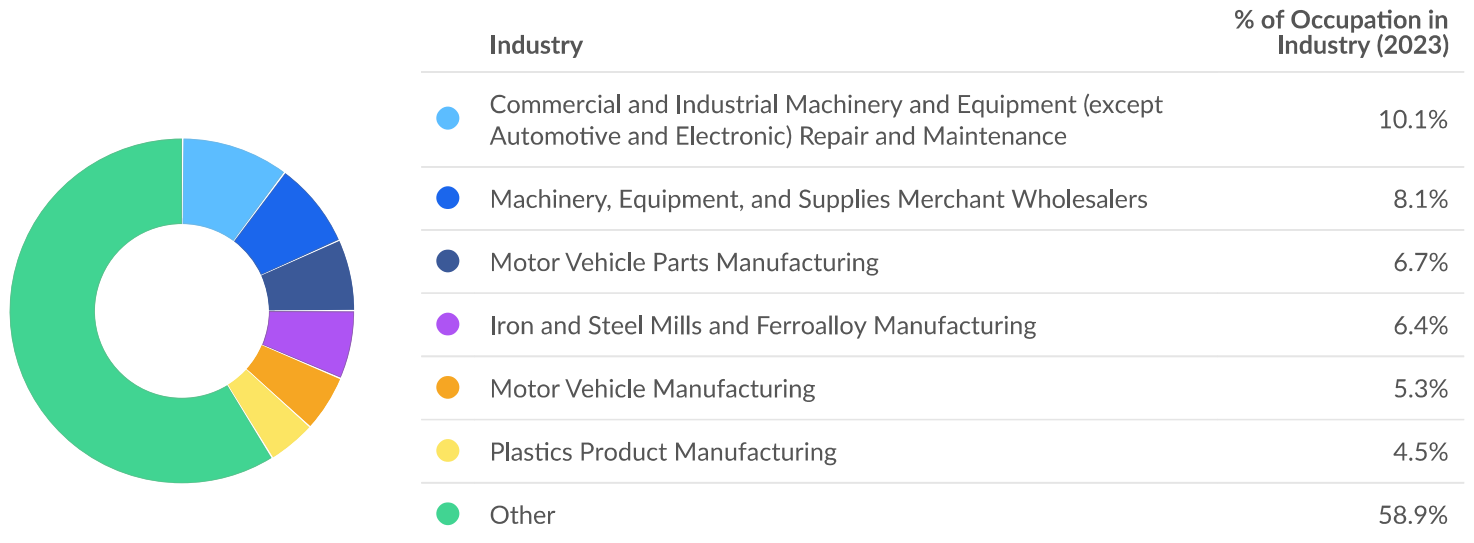 Industry
% of Occupation in
Industry (2023)
Commercial and Industrial Machinery and Equipment (except
Automotive and Electronic) Repair and Maintenance
10.1%
Machinery, Equipment, and Supplies Merchant Wholesalers
8.1%
Motor Vehicle Parts Manufacturing
6.7%
Iron and Steel Mills and Ferroalloy Manufacturing
6.4%
Motor Vehicle Manufacturing
5.3%
Plastics Product Manufacturing
4.5%
Other
58.9%